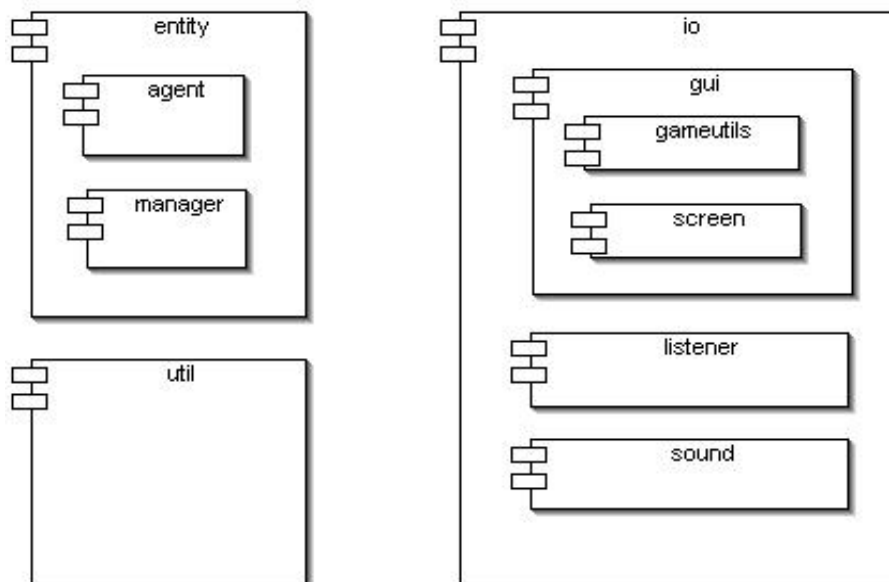 entity
agent
manager
util
io
gui
gameutils
screen
listener
sound